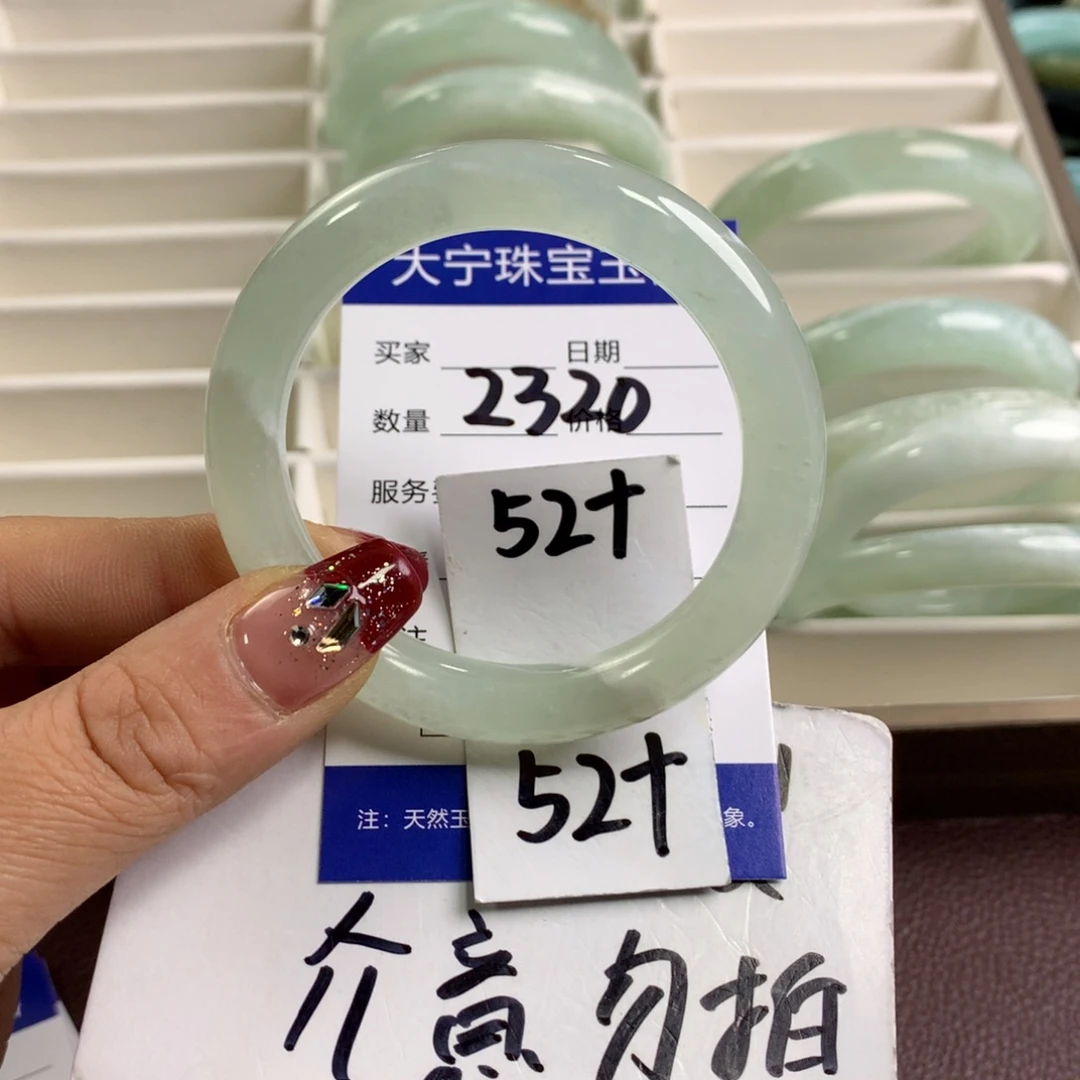 大宁珠宝玉
买家 日期
2320
数量 价格
服务
52+
注
52+
注：天然玉 象。
介意勿拍